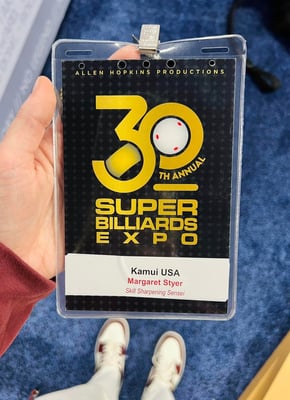 ALLEN HOPKINS PRODUCTIONS
30
TH ANNUAL
SUPER
BILLIARDS
EXPO
Kamui USA
Margaret Styer
Skill Sharpening Sensei